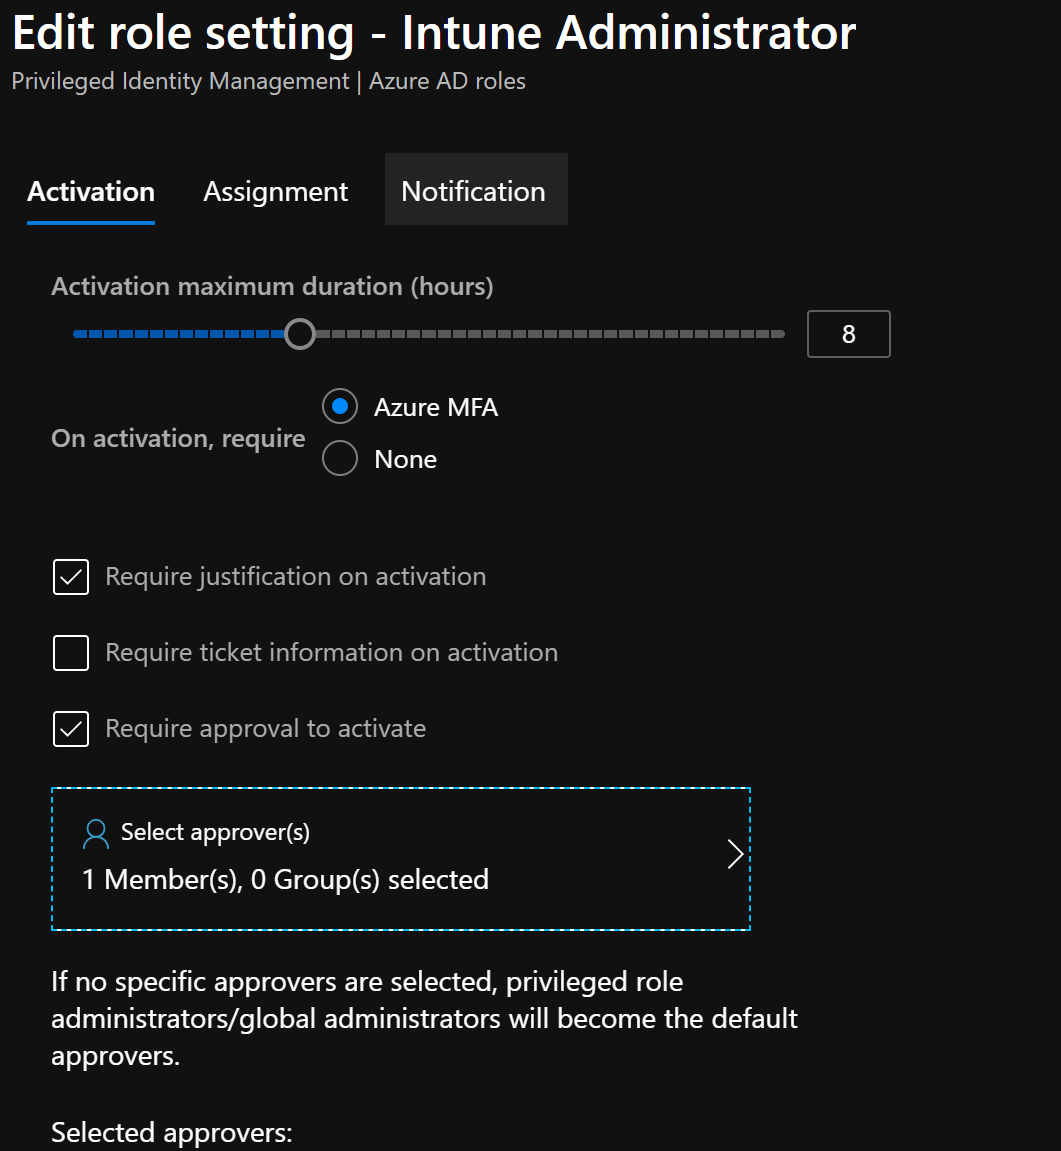 Edit role setting - Intune Administrator
Privileged Identity Management | Azure AD roles
Activation Assignment Notification
Activation maximum duration (hours)
8
Azure MFA
On activation, require
None
Require justification on activation
Require ticket information on activation
Require approval to activate
Select approver(s)
1 Member(s), 0 Group(s) selected
If no specific approvers are selected, privileged role
administrators/global administrators will become the default
approvers.
Selected approvers: